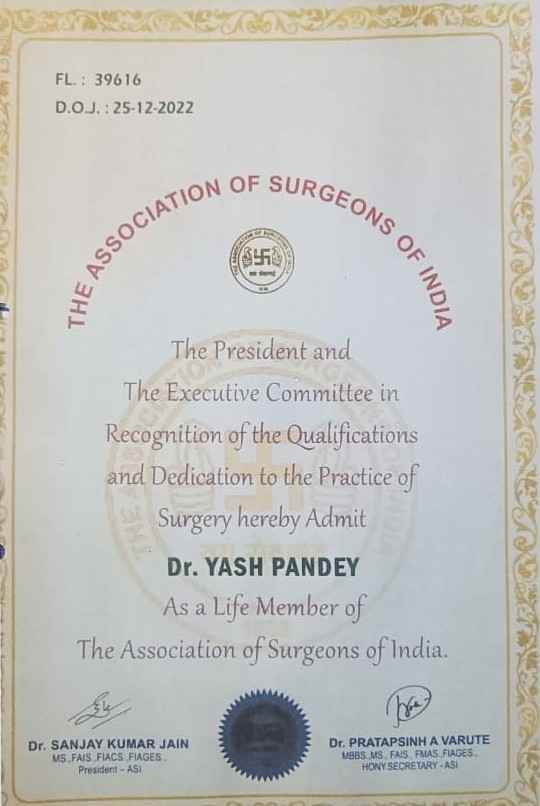 FL. : 39616
D.O.J. : 25-12-2022
THE ASSOCIATION OF SURGEONS OF INDIA
The President and
The Executive Committee in
Recognition of the Qualifications
and Dedication to the Practice of
Surgery hereby Admit
Dr. YASH PANDEY
As a Life Member of
The Association of Surgeons of India.
Dr. SANJAY KUMAR JAIN
MS.,FAIS.,FIACS.,FIAGES.,
President – ASI
Dr. PRATAPSINH A VARUTE
MBBS.,MS., FAIS., FMAS.,FIAGES.,
HONY.SECRETARY - ASI